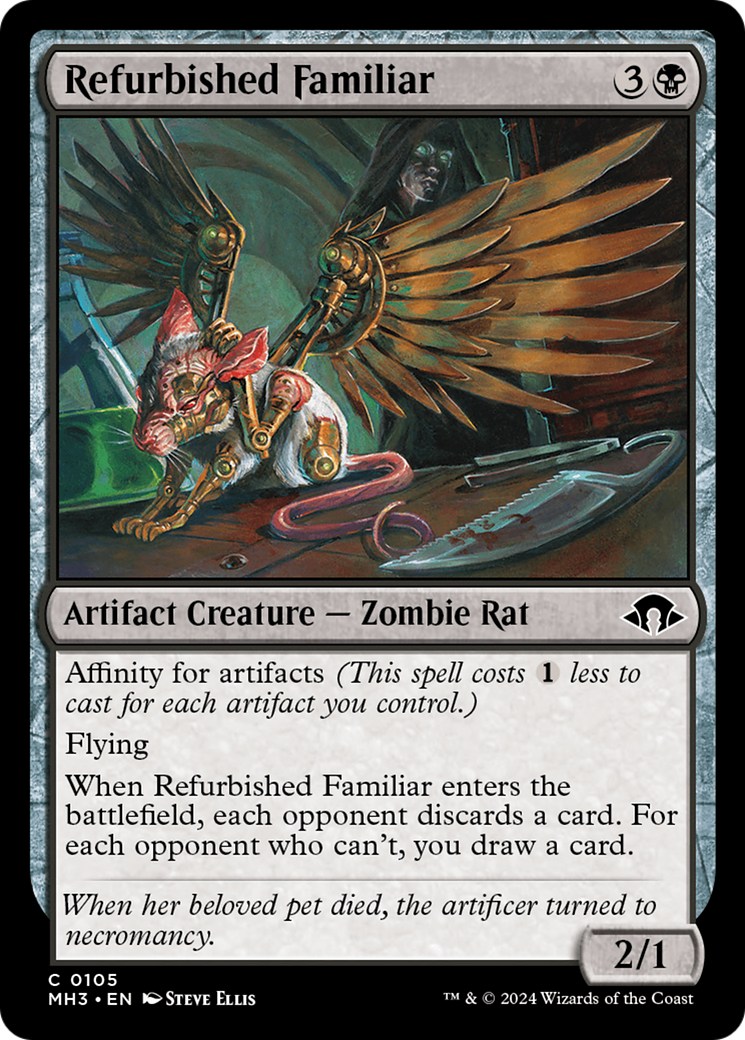 Refurbished Familiar 3
Artifact Creature — Zombie Rat
Affinity for artifacts (This spell costs 1 less to
cast for each artifact you control.)
Flying
When Refurbished Familiar enters the
battlefield, each opponent discards a card. For
each opponent who can't, you draw a card.
When her beloved pet died, the artificer turned to
necromancy.
2/1
C 0105
MH3 • EN Steve Ellis
™ & © 2024 Wizards of the Coast